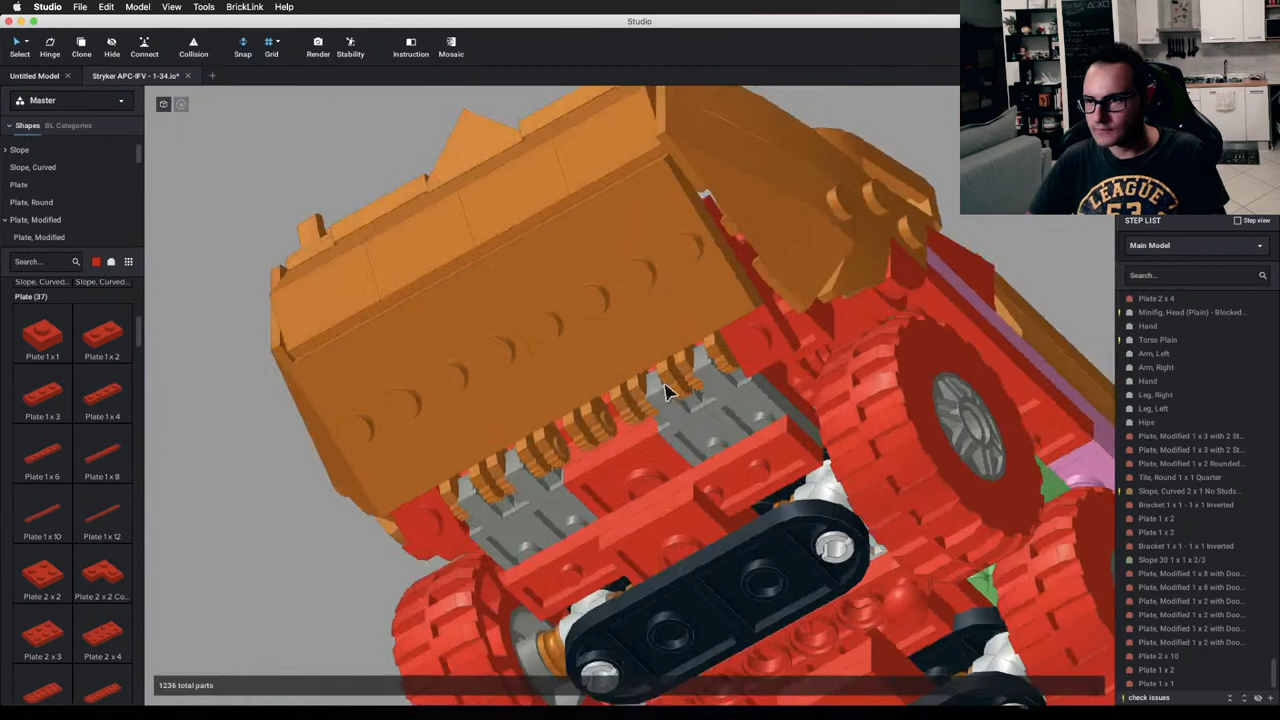 Studio File Edit Model View Tools BrickLink Help
Studio
Select Hinge Clone Hide Connect Collision Snap Grid Render Stability Instruction Mosaic
Untitled Model × Stryker APC-IFV - 1-34.io* × +
Master
Shapes BL Categories
Slope
Slope, Curved
Plate
Plate, Round
Plate, Modified
Plate, Modified
Search...
Slope, Curved... Slope, Curved...
Plate (37)
Plate 1 x 1 Plate 1 x 2
Plate 1 x 3 Plate 1 x 4
Plate 1 x 6 Plate 1 x 8
Plate 1 x 10 Plate 1 x 12
Plate 2 x 2 Plate 2 x 2 Co...
Plate 2 x 3 Plate 2 x 4
1236 total parts
LEAGUE
53
STEP LIST Step view
Main Model
Search...
Plate 2 x 4
Minifig, Head (Plain) - Blocked...
Hand
Torso Plain
Arm, Left
Arm, Right
Hand
Leg, Right
Leg, Left
Hips
Plate, Modified 1 x 3 with 2 St...
Plate, Modified 1 x 3 with 2 St...
Plate, Modified 1 x 2 Rounded...
Tile, Round 1 x 1 Quarter
Slope, Curved 2 x 1 No Studs...
Bracket 1 x 1 - 1 x 1 Inverted
Plate 1 x 2
Plate 1 x 2
Bracket 1 x 1 - 1 x 1 Inverted
Slope 30 1 x 1 x 2/3
Plate, Modified 1 x 8 with Doo...
Plate, Modified 1 x 8 with Doo...
Plate, Modified 1 x 2 with Doo...
Plate, Modified 1 x 2 with Doo...
Plate, Modified 1 x 2 with Doo...
Plate, Modified 1 x 2 with Doo...
Plate 2 x 10
Plate 1 x 2
Plate 1 x 1
check issues